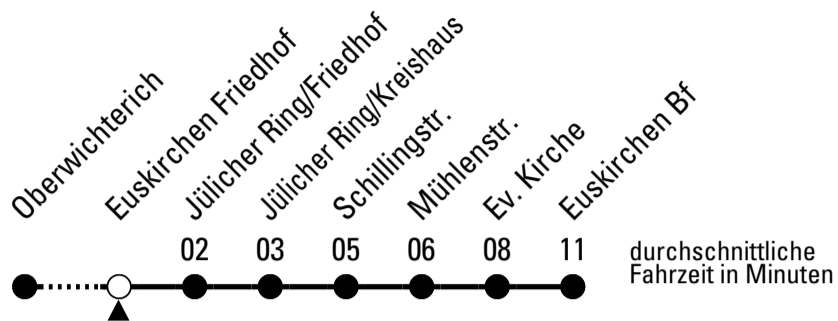 Oberwichterich
Euskirchen Friedhof
Jülicher Ring/Friedhof
Jülicher Ring/Kreishaus
Schillingstr.
Mühlenstr.
Ev. Kirche
Euskirchen Bf
02 03 05 06 08 11
durchschnittliche
Fahrzeit in Minuten